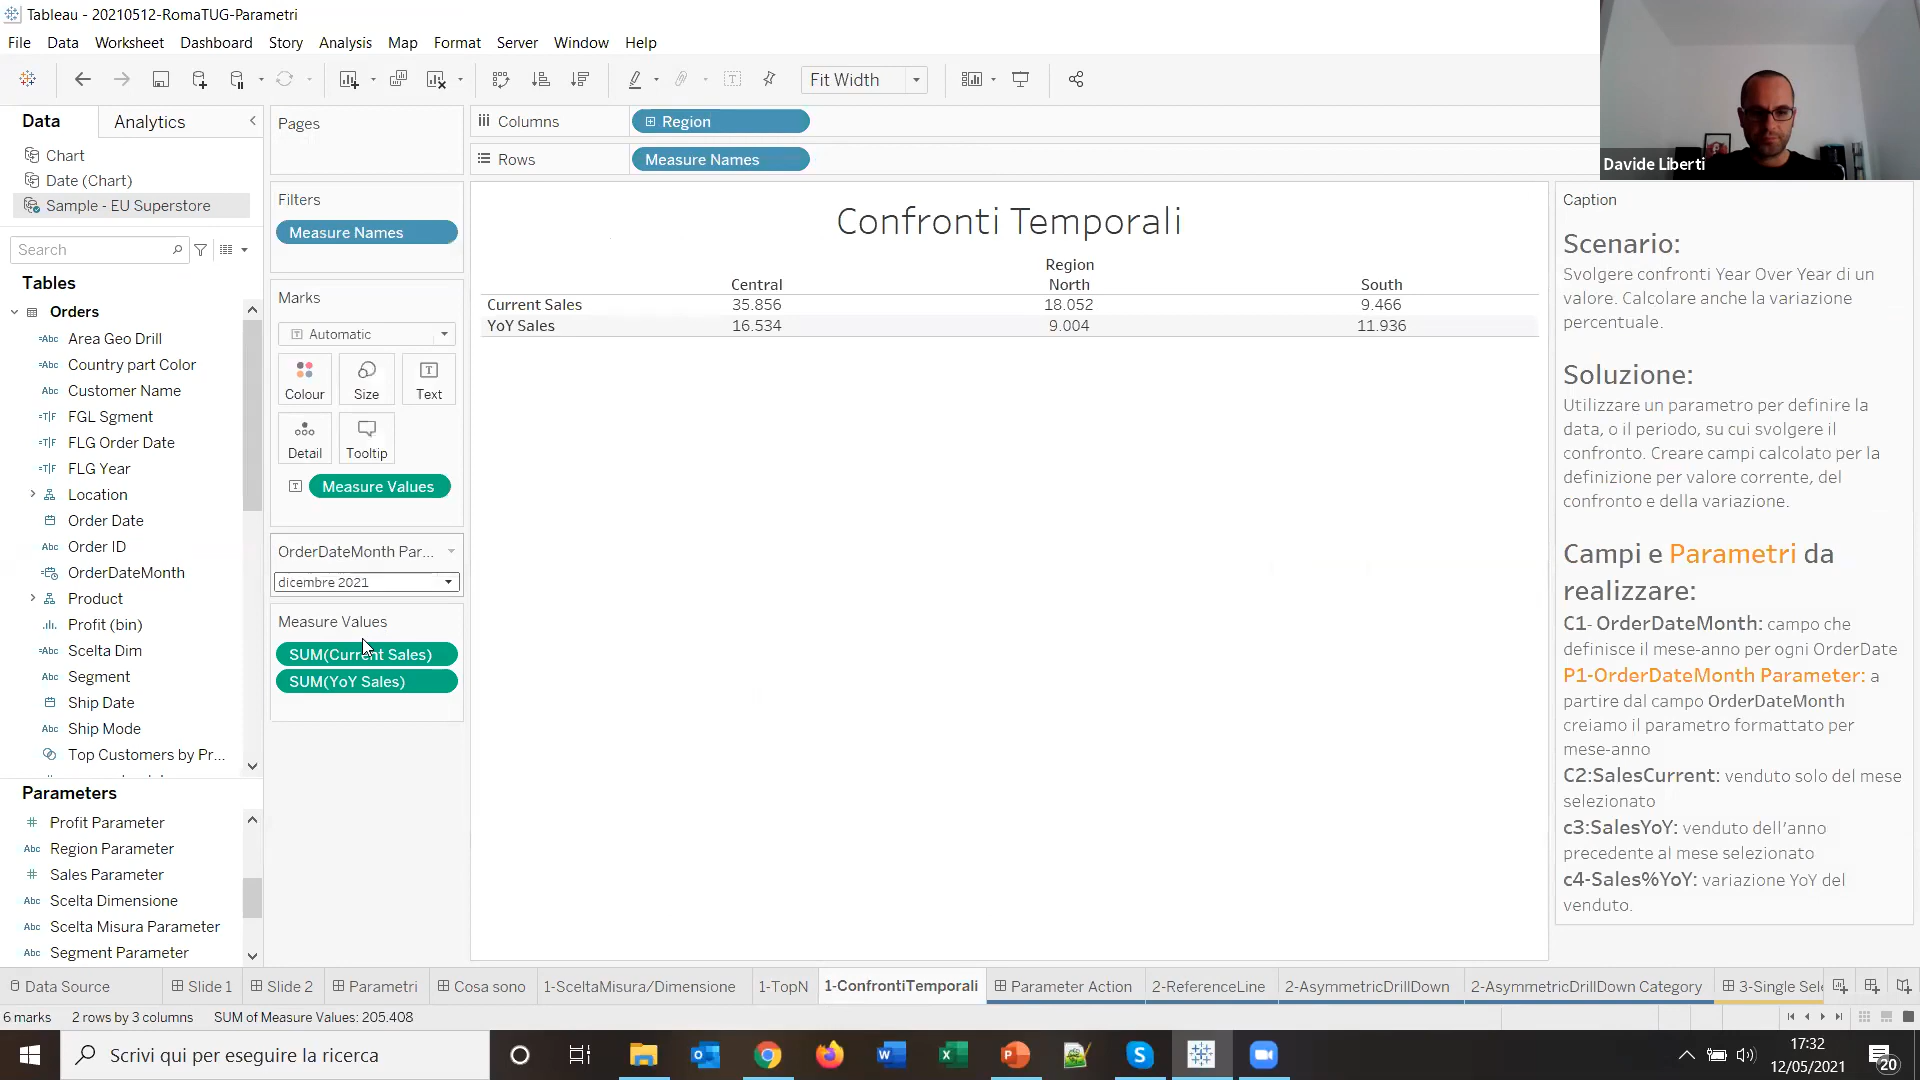 Tableau - 20210512-RomaTUG-Parametri
File Data Worksheet Dashboard Story Analysis Map Format Server Window Help
Fit Width
Davide Liberti
Data Analytics
Chart
Date (Chart)
Sample - EU Superstore
Search
Tables
Orders
Area Geo Drill
Country part Color
Customer Name
FGL Sgment
FLG Order Date
FLG Year
Location
Order Date
Order ID
OrderDateMonth
Product
Profit (bin)
Scelta Dim
Segment
Ship Date
Ship Mode
Top Customers by Pr...
Parameters
Profit Parameter
Region Parameter
Sales Parameter
Scelta Dimensione
Scelta Misura Parameter
Segment Parameter
Pages
Filters
Measure Names
Marks
Automatic
Colour Size Text
Detail Tooltip
Measure Values
OrderDateMonth Par...
dicembre 2021
Measure Values
SUM(Current Sales)
SUM(YoY Sales)
Columns Region
Rows Measure Names
Confronti Temporali
Region
Central North South
Current Sales 35.856 18.052 9.466
YoY Sales 16.534 9.004 11.936
Caption
Scenario:
Svolgere confronti Year Over Year di un
valore. Calcolare anche la variazione
percentuale.
Soluzione:
Utilizzare un parametro per definire la
data, o il periodo, su cui svolgere il
confronto. Creare campi calcolato per la
definizione per valore corrente, del
confronto e della variazione.
Campi e Parametri da
realizzare:
C1- OrderDateMonth: campo che
definisce il mese-anno per ogni OrderDate
P1-OrderDateMonth Parameter: a
partire dal campo OrderDateMonth
creiamo il parametro formattato per
mese-anno
C2:SalesCurrent: venduto solo del mese
selezionato
c3:SalesYoY: venduto dell'anno
precedente al mese selezionato
c4-Sales%YoY: variazione YoY del
venduto.
Data Source Slide 1 Slide 2 Parametri Cosa sono 1-SceltaMisura/Dimensione 1-TopN 1-ConfrontiTemporali Parameter Action 2-ReferenceLine 2-AsymmetricDrillDown 2-AsymmetricDrillDown Category 3-Single Sele
6 marks 2 rows by 3 columns SUM of Measure Values: 205.408
Scrivi qui per eseguire la ricerca
17:32
12/05/2021
20